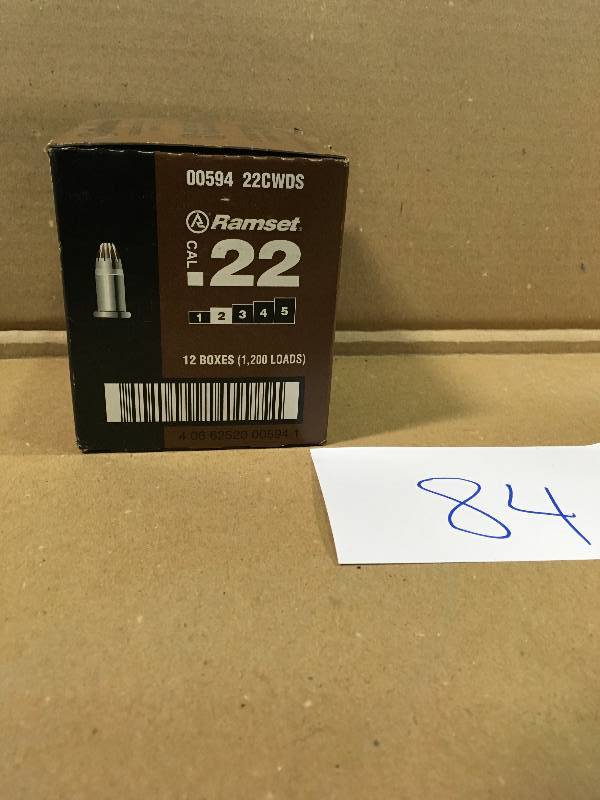 00594 22CWDS
Ramset
CAL .22
1 2 3 4 5
12 BOXES (1,200 LOADS)
4 06 62520 00594 1
84